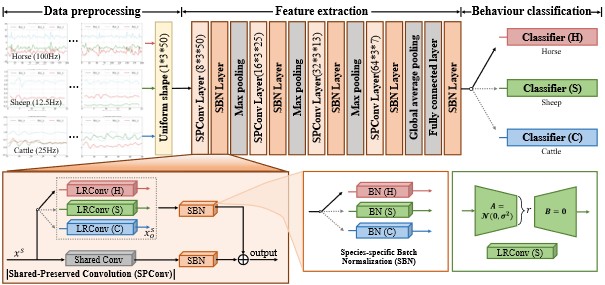 Data preprocessing
Feature extraction
Behaviour classification
...
Horse (100Hz)
...
Sheep (12.5Hz)
...
Cattle (25Hz)
Uniform shape (1*3*50)
SPConv Layer (8*3*50)
SBN Layer
Max pooling
SPConv Layer(16*3*25)
SBN Layer
Max pooling
SPConv Layer(32*3*13)
SBN Layer
Max pooling
SPConv Layer(64*3*7)
SBN Layer
Global average pooling
Fully connected layer
SBN Layer
Classifier (H)
Horse
Classifier (S)
Sheep
Classifier (C)
Cattle
LRConv (H)
LRConv (S)
LRConv (C)
x_o^s
SBN
x^s
Shared Conv
SBN
output
Shared-Preserved Convolution (SPConv)
BN (H)
BN (S)
BN (C)
Species-specific Batch
Normalization (SBN)
A =
N(0, σ²)
r
B = 0
LRConv (S)